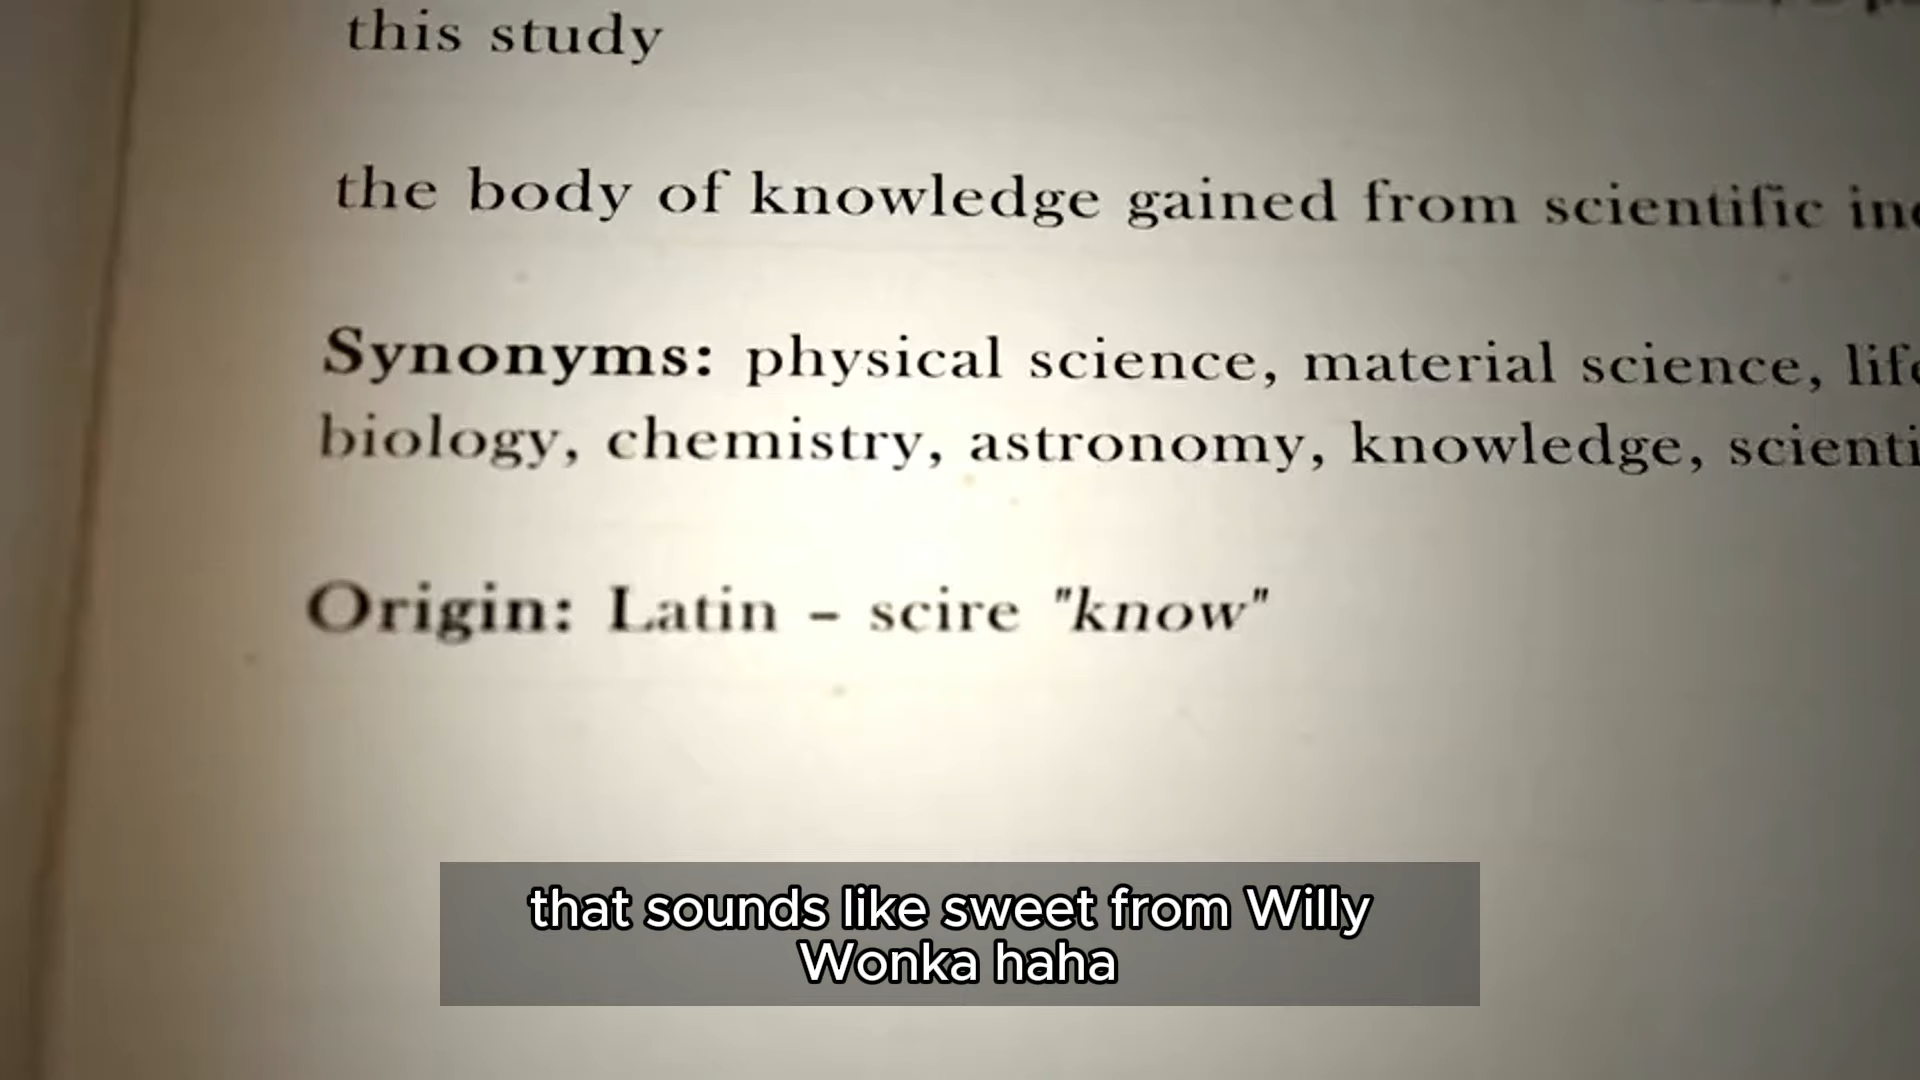 this study
the body of knowledge gained from scientific
Synonyms: physical science, material science,
biology, chemistry, astronomy, knowledge,
Origin: Latin – scire "know"
that sounds like sweet from Willy
Wonka haha